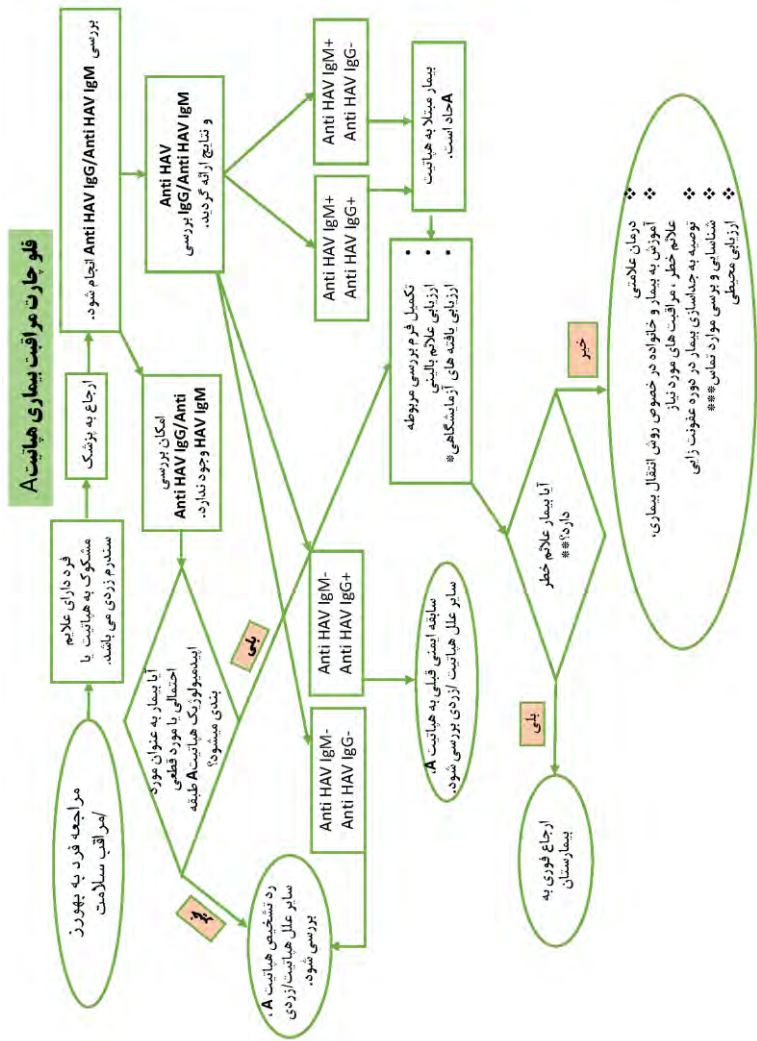 فلو چارت مراقبت بیماری هپاتیت A
مراجعه فرد به بهورز
/مراقب سلامت
فرد دارای علایم
مشکوک به هپاتیت یا
سندرم زردی می باشد.
ارجاع به پزشک
بررسی Anti HAV IgG/Anti HAV IgM
انجام شود.
امکان بررسی
Anti HAV IgG/Anti
HAV IgM وجود ندارد.
Anti HAV
IgG/Anti HAV IgM بررسی
و نتایج ارائه گردید.
آیا بیمار به عنوان مورد
احتمالی یا مورد قطعی
اپیدمیولوژیک هپاتیت A طبقه
بندی میشود؟
خیر
بلی
رد تشخیص هپاتیت A ،
سایر علل هپاتیت/زردی
بررسی شود.
Anti HAV IgM-
Anti HAV IgG-
Anti HAV IgM-
Anti HAV IgG+
Anti HAV IgM+
Anti HAV IgG+
Anti HAV IgM+
Anti HAV IgG-
سابقه ایمنی قبلی به هپاتیت A،
سایر علل هپاتیت /زردی بررسی شود.
بیمار مبتلا به هپاتیت
A حاد است.
• تکمیل فرم بررسی مربوطه
• ارزیابی علائم بالینی
• ارزیابی یافته های آزمایشگاهی*
آیا بیمار علائم خطر
دارد؟**
بلی
خیر
ارجاع فوری به
بیمارستان
❖ درمان علامتی
❖ آموزش به بیمار و خانواده در خصوص روش انتقال بیماری،
علائم خطر ، مراقبت های مورد نیاز
❖ توصیه به جداسازی بیمار در دوره عفونت زایی
❖ شناسایی و برسی موارد تماس***
❖ ارزیابی محیطی